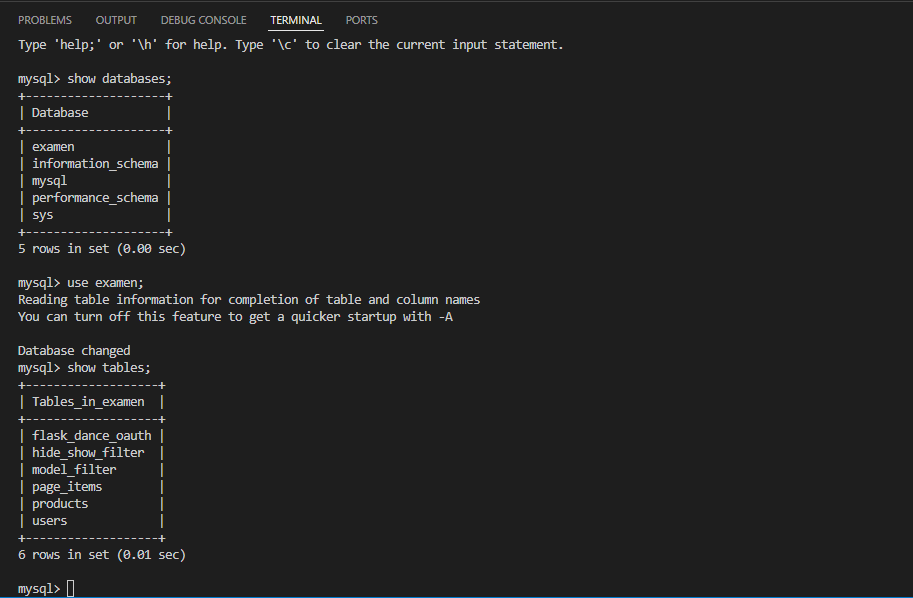 PROBLEMS OUTPUT DEBUG CONSOLE TERMINAL PORTS
Type 'help;' or '\h' for help. Type '\c' to clear the current input statement.
mysql> show databases;
+--------------------+
| Database           |
+--------------------+
| examen             |
| information_schema |
| mysql              |
| performance_schema |
| sys                |
+--------------------+
5 rows in set (0.00 sec)
mysql> use examen;
Reading table information for completion of table and column names
You can turn off this feature to get a quicker startup with -A
Database changed
mysql> show tables;
+-------------------+
| Tables_in_examen  |
+-------------------+
| flask_dance_oauth |
| hide_show_filter  |
| model_filter      |
| page_items        |
| products          |
| users             |
+-------------------+
6 rows in set (0.01 sec)
mysql>